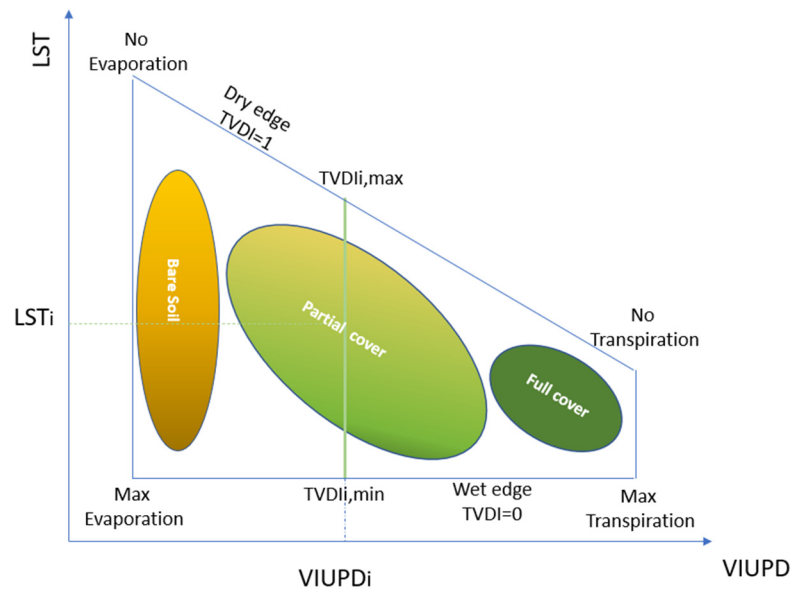 LST
No
Evaporation
Dry edge
TVDI=1
TVDIi,max
Bare Soil
Partial cover
LSTi
No
Transpiration
Full cover
Max
Evaporation
TVDIi,min
Wet edge
TVDI=0
Max
Transpiration
VIUPDi
VIUPD